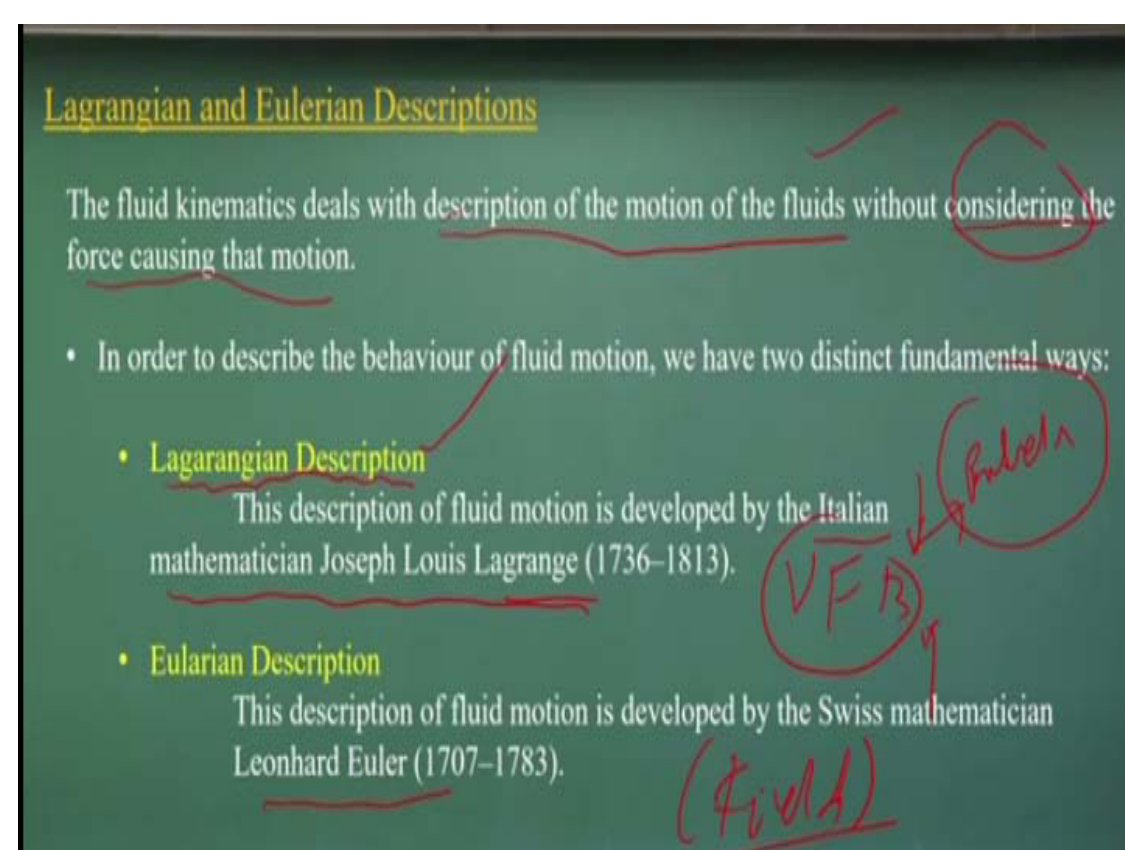 Lagrangian and Eulerian Descriptions
The fluid kinematics deals with description of the motion of the fluids without considering the
force causing that motion.
• In order to describe the behaviour of fluid motion, we have two distinct fundamental ways:
• Lagarangian Description
This description of fluid motion is developed by the Italian
mathematician Joseph Louis Lagrange (1736–1813).
VFB
• Eularian Description
This description of fluid motion is developed by the Swiss mathematician
Leonhard Euler (1707–1783).
(Field)